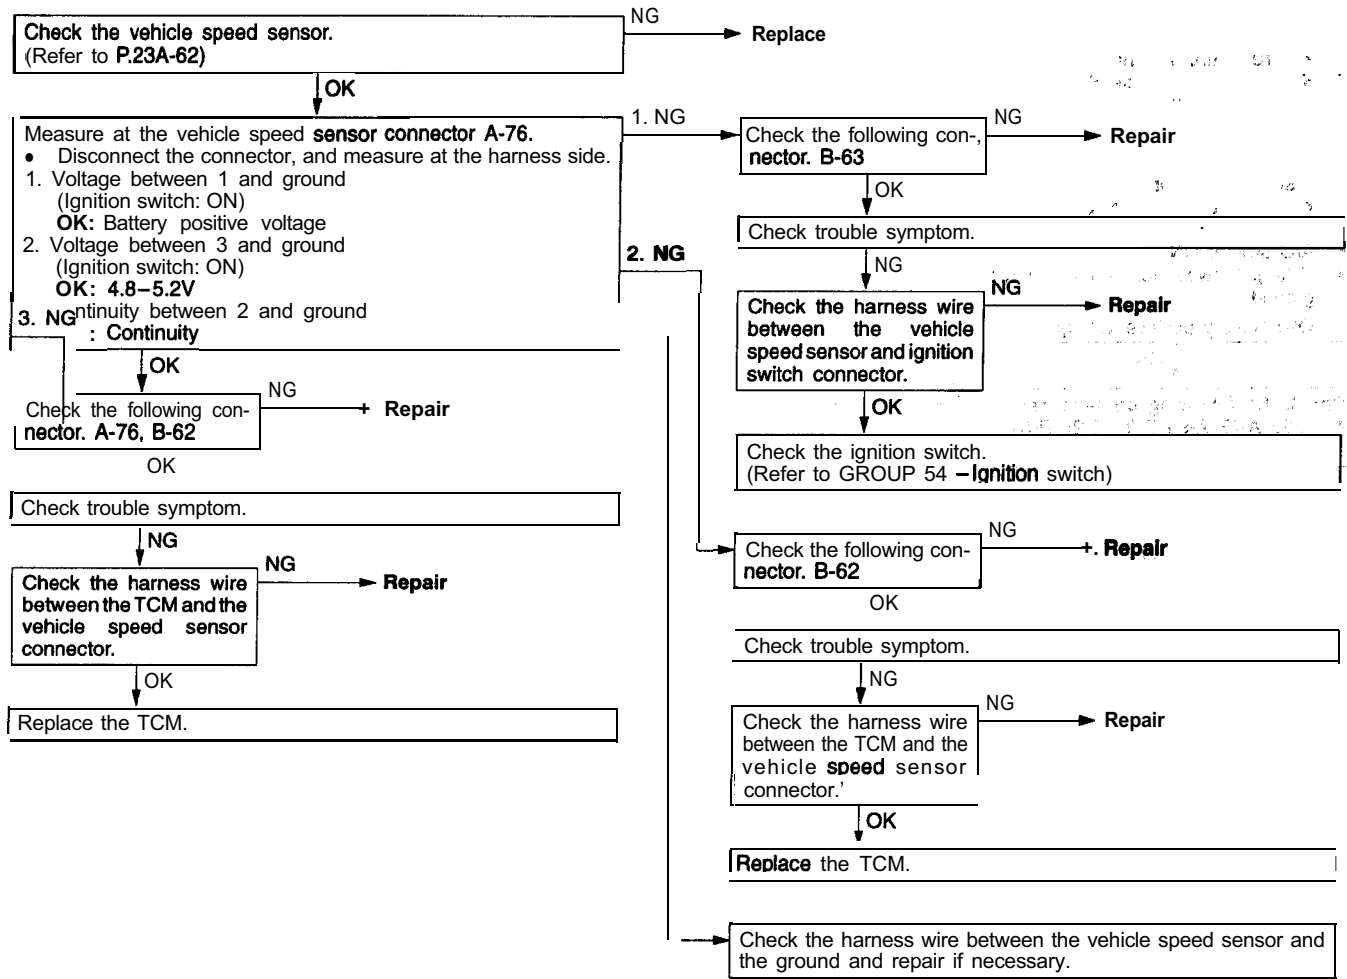 Check the vehicle speed sensor.
(Refer to P.23A-62)
NG
Replace
OK
Measure at the vehicle speed sensor connector A-76.
• Disconnect the connector, and measure at the harness side.
1. Voltage between 1 and ground
(Ignition switch: ON)
OK: Battery positive voltage
2. Voltage between 3 and ground
(Ignition switch: ON)
OK: 4.8–5.2V
3. NG
ntinuity between 2 and ground
: Continuity
OK
Check the following con-
nector. A-76, B-62
NG
+ Repair
OK
Check trouble symptom.
NG
Check the harness wire
between the TCM and the
vehicle speed sensor
connector.
NG
Repair
OK
Replace the TCM.
1. NG
Check the following con-,
nector. B-63
NG
Repair
OK
Check trouble symptom.
NG
Check the harness wire
between the vehicle
speed sensor and ignition
switch connector.
NG
Repair
OK
Check the ignition switch.
(Refer to GROUP 54 – Ignition switch)
2. NG
Check the following con-
nector. B-62
NG
+. Repair
OK
Check trouble symptom.
NG
Check the harness wire
between the TCM and the
vehicle speed sensor
connector.'
NG
Repair
OK
Replace the TCM.
Check the harness wire between the vehicle speed sensor and
the ground and repair if necessary.